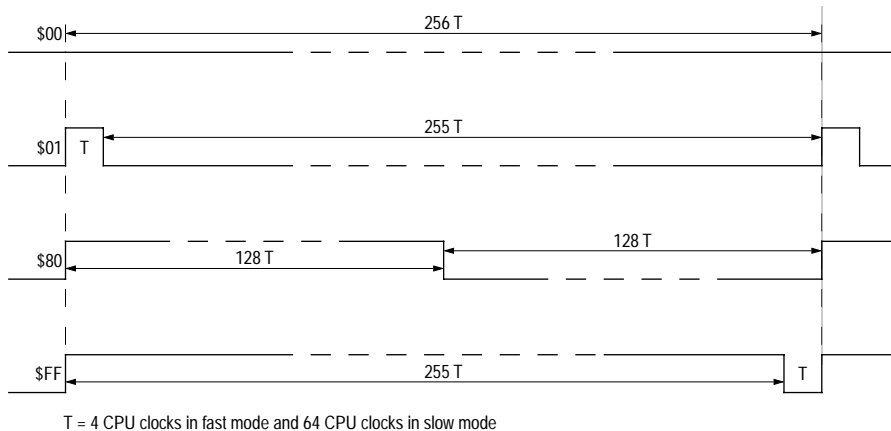 256 T
$00
255 T
$01 T
128 T
$80
128 T
$FF
255 T
T
T = 4 CPU clocks in fast mode and 64 CPU clocks in slow mode